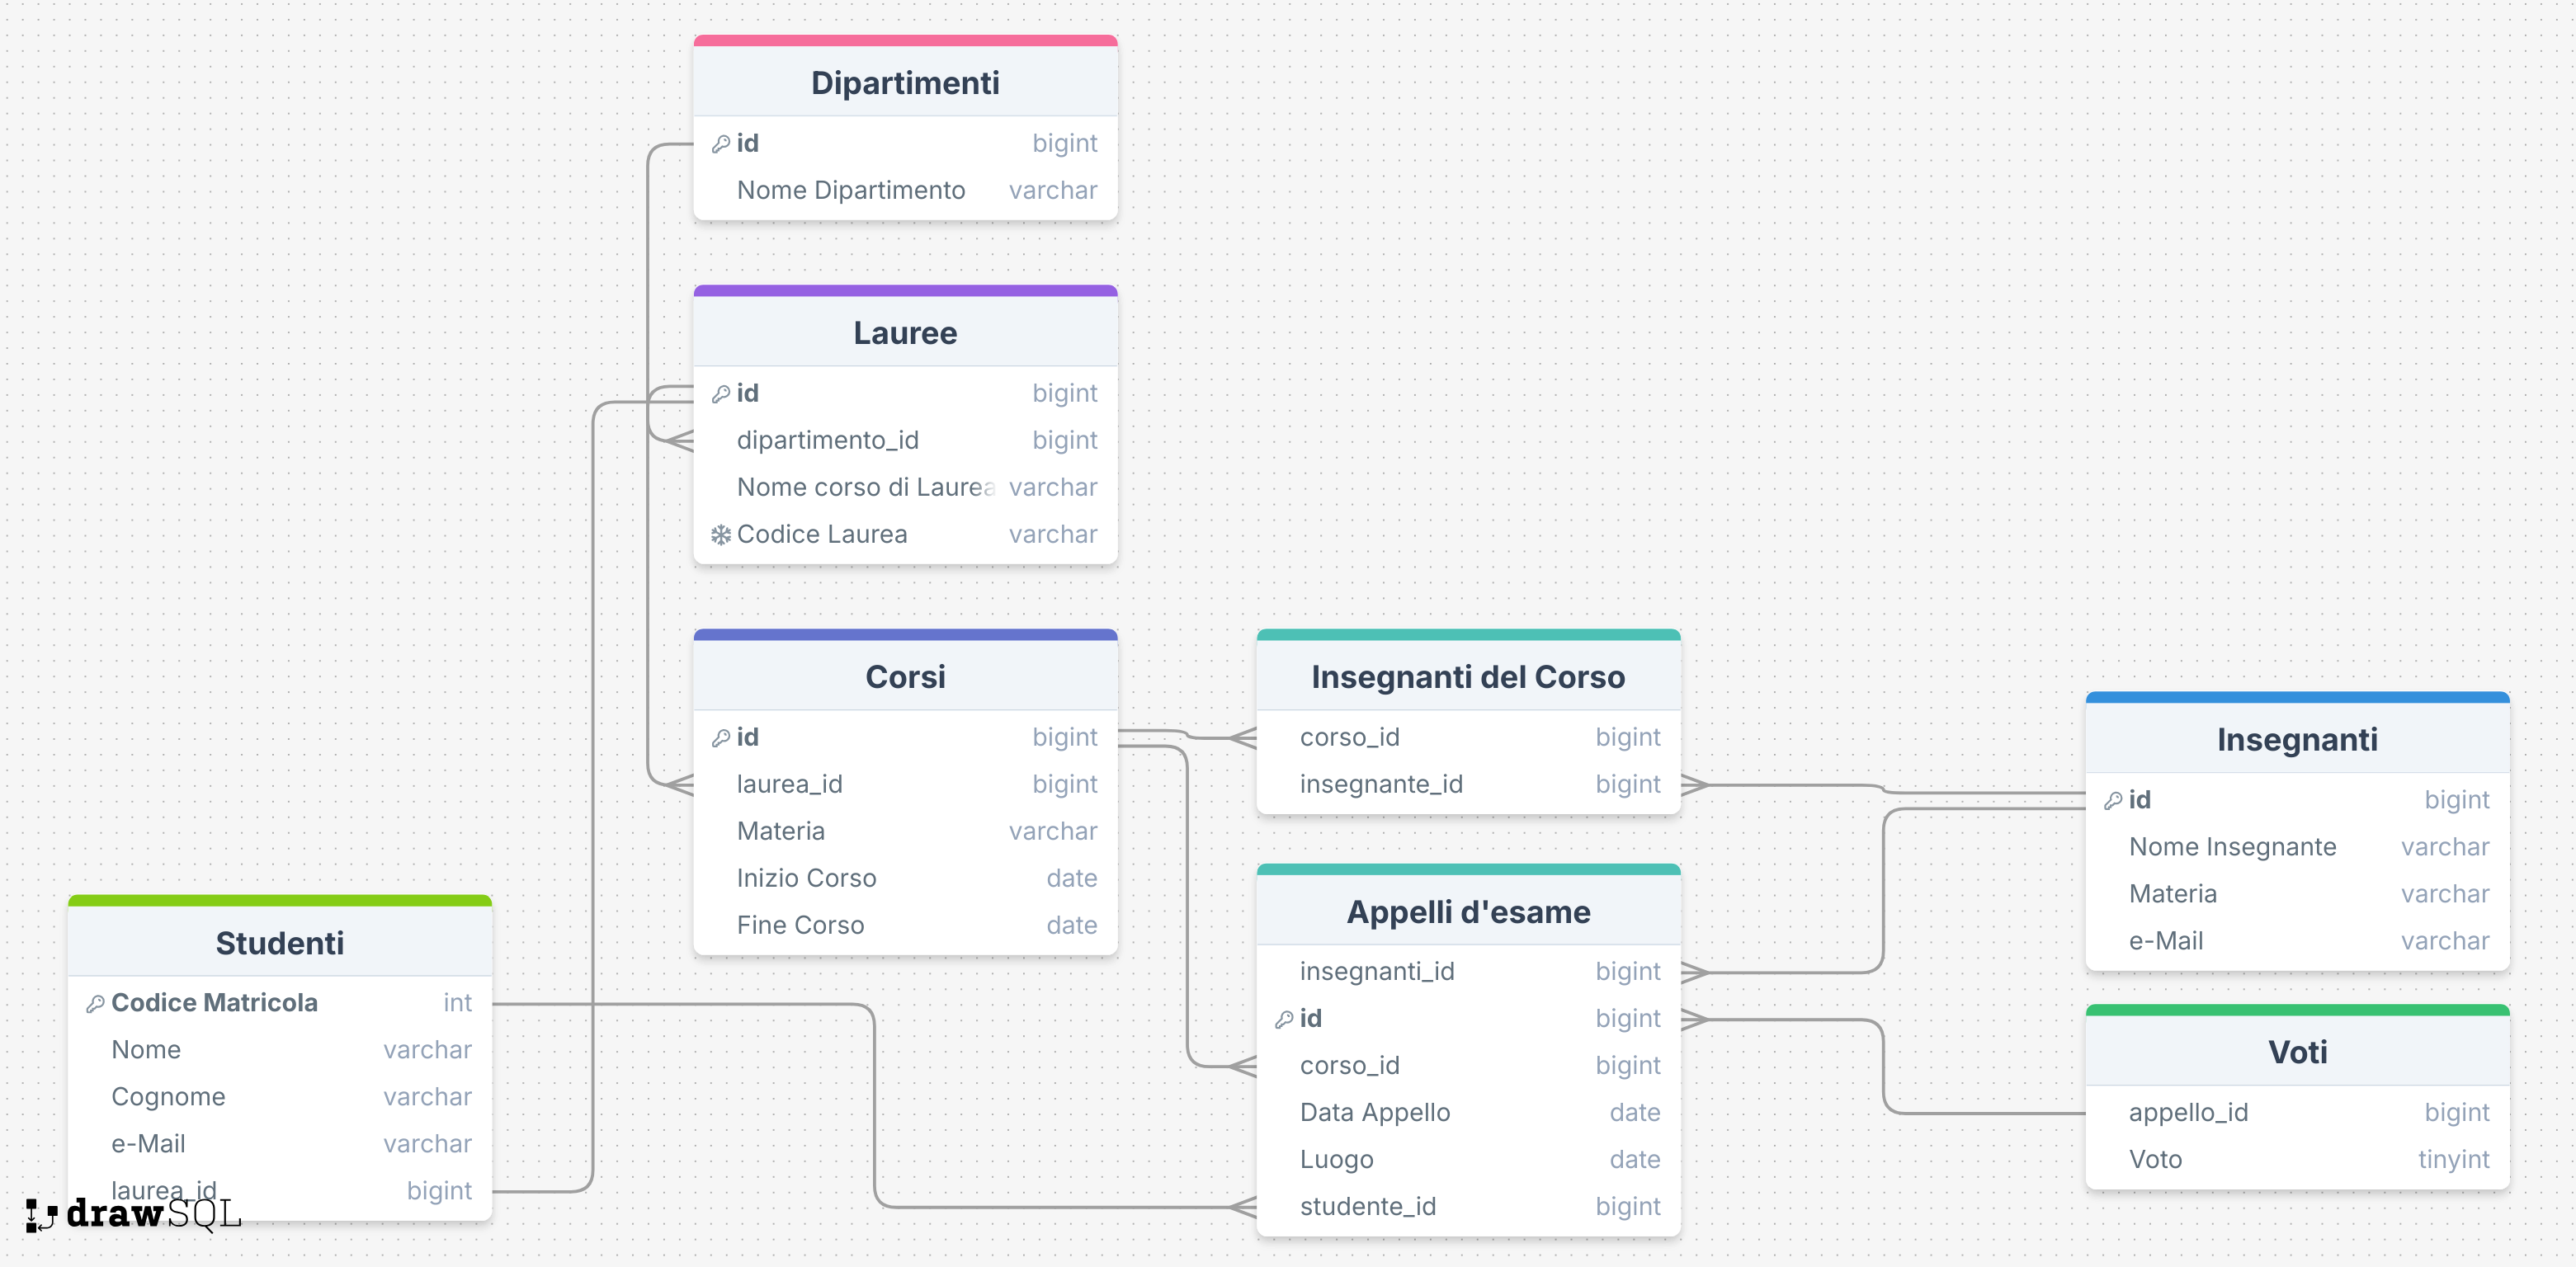 Dipartimenti
id bigint
Nome Dipartimento varchar
Lauree
id bigint
dipartimento_id bigint
Nome corso di Laurea varchar
Codice Laurea varchar
Corsi
id bigint
laurea_id bigint
Materia varchar
Inizio Corso date
Fine Corso date
Insegnanti del Corso
corso_id bigint
insegnante_id bigint
Insegnanti
id bigint
Nome Insegnante varchar
Materia varchar
e-Mail varchar
Studenti
Codice Matricola int
Nome varchar
Cognome varchar
e-Mail varchar
laurea_id bigint
Appelli d'esame
insegnanti_id bigint
id bigint
corso_id bigint
Data Appello date
Luogo date
studente_id bigint
Voti
appello_id bigint
Voto tinyint
drawSQL